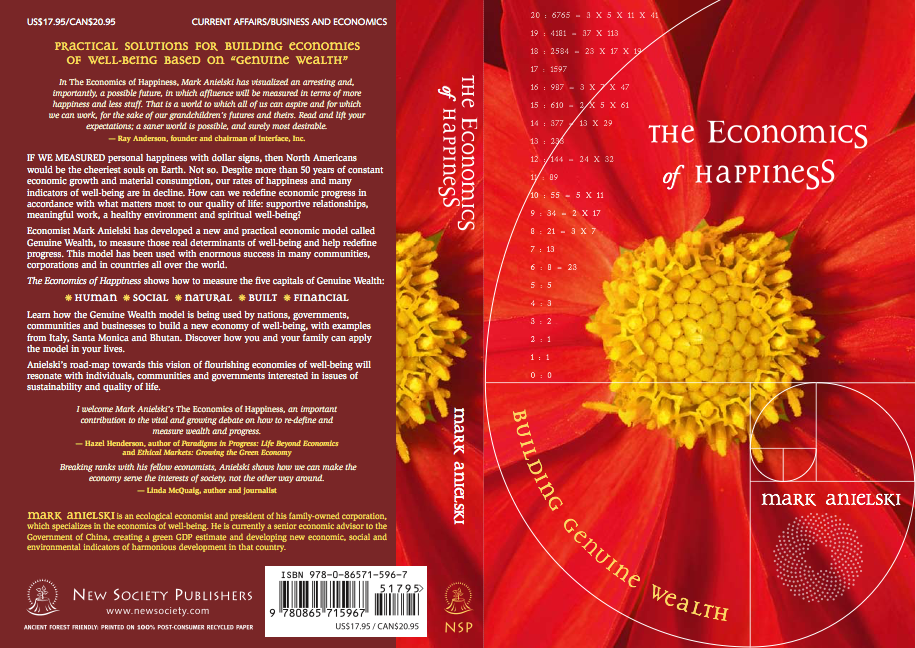 US$17.95/CAN$20.95
CURRENT AFFAIRS/BUSINESS AND ECONOMICS
PRACTICAL SOLUTIONS FOR BUILDING ECONOMIES
OF WELL-BEING BASED ON "GENUINE WEALTH"
In The Economics of Happiness, Mark Anielski has visualized an arresting and,
importantly, a possible future, in which affluence will be measured in terms of more
happiness and less stuff. That is a world to which all of us can aspire and for which
we can work, for the sake of our grandchildren's futures and theirs. Read and lift your
expectations; a saner world is possible, and surely most desirable.
— Ray Anderson, founder and chairman of Interface, Inc.
IF WE MEASURED personal happiness with dollar signs, then North Americans
would be the cheeriest souls on Earth. Not so. Despite more than 50 years of constant
economic growth and material consumption, our rates of happiness and many
indicators of well-being are in decline. How can we redefine economic progress in
accordance with what matters most to our quality of life: supportive relationships,
meaningful work, a healthy environment and spiritual well-being?
Economist Mark Anielski has developed a new and practical economic model called
Genuine Wealth, to measure those real determinants of well-being and help redefine
progress. This model has been used with enormous success in many communities,
corporations and in countries all over the world.
The Economics of Happiness shows how to measure the five capitals of Genuine Wealth:
✷ HUMAN ✷ SOCIAL ✷ NATURAL ✷ BUILT ✷ FINANCIAL
Learn how the Genuine Wealth model is being used by nations, governments,
communities and businesses to build a new economy of well-being, with examples
from Italy, Santa Monica and Bhutan. Discover how you and your family can apply
the model in your lives.
Anielski's road-map towards this vision of flourishing economies of well-being will
resonate with individuals, communities and governments interested in issues of
sustainability and quality of life.
I welcome Mark Anielski's The Economics of Happiness, an important
contribution to the vital and growing debate on how to re-define and
measure wealth and progress.
— Hazel Henderson, author of Paradigms in Progress: Life Beyond Economics
and Ethical Markets: Growing the Green Economy
Breaking ranks with his fellow economists, Anielski shows how we can make the
economy serve the interests of society, not the other way around.
— Linda McQuaig, author and journalist
MARK ANIELSKI is an ecological economist and president of his family-owned corporation,
which specializes in the economics of well-being. He is currently a senior economic advisor to the
Government of China, creating a green GDP estimate and developing new economic, social and
environmental indicators of harmonious development in that country.
NEW SOCIETY PUBLISHERS
www.newsociety.com
ANCIENT FOREST FRIENDLY: PRINTED ON 100% POST-CONSUMER RECYCLED PAPER
ISBN 978-0-86571-596-7
51795>
9 780865 715967
US$17.95 / CAN$20.95
THE ECONOMICS
of HAPPINESS
MARK ANIELSKI
NSP
20 : 6765 = 3 X 5 X 11 X 41
19 : 4181 = 37 X 113
18 : 2584 = 23 X 17 X 19
17 : 1597
16 : 987 = 3 X 7 X 47
15 : 610 = 2 X 5 X 61
14 : 377 = 13 X 29
13 : 233
12 : 144 = 24 X 32
11 : 89
10 : 55 = 5 X 11
9 : 34 = 2 X 17
8 : 21 = 3 X 7
7 : 13
6 : 8 = 23
5 : 5
4 : 3
3 : 2
2 : 1
1 : 1
0 : 0
THE ECONOMICS
of HAPPINESS
BUILDING GENUINE WEALTH
MARK ANIELSKI